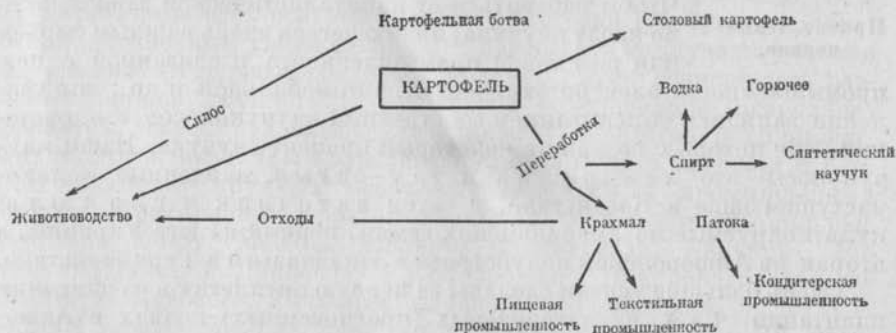 Картофельная ботва
Столовый картофель
КАРТОФЕЛЬ
Водка
Горючее
Силос
Переработка
Спирт
Синтетический
каучук
Животноводство
Отходы
Крахмал
Патока
Пищевая
промышленность
Текстильная
промышленность
Кондитерская
промышленность